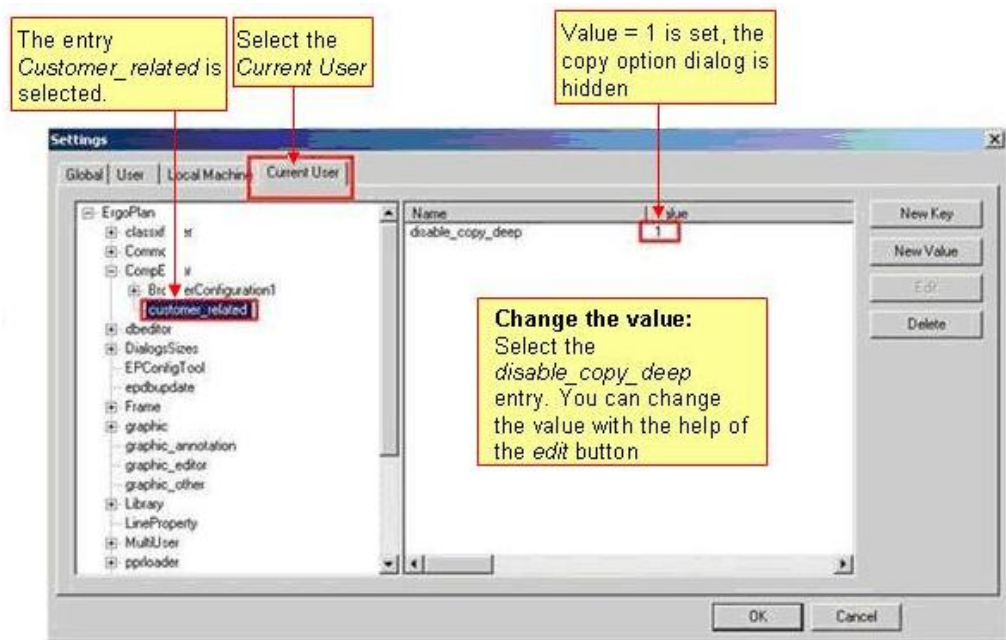 The entry
Customer_related is
selected.
Select the
Current User
Value = 1 is set, the
copy option dialog is
hidden
Settings
Global User Local Machine Current User
ErgoPlan
customer_related
dbeditor
DialogsSizes
EPConfigTool
epdbupdate
Frame
graphic
graphic_annotation
graphic_editor
graphic_other
Library
LineProperty
MultiUser
pprloader
Name
disable_copy_deep 1
Change the value:
Select the
disable_copy_deep
entry. You can change
the value with the help of
the edit button
New Key
New Value
Edit
Delete
OK Cancel